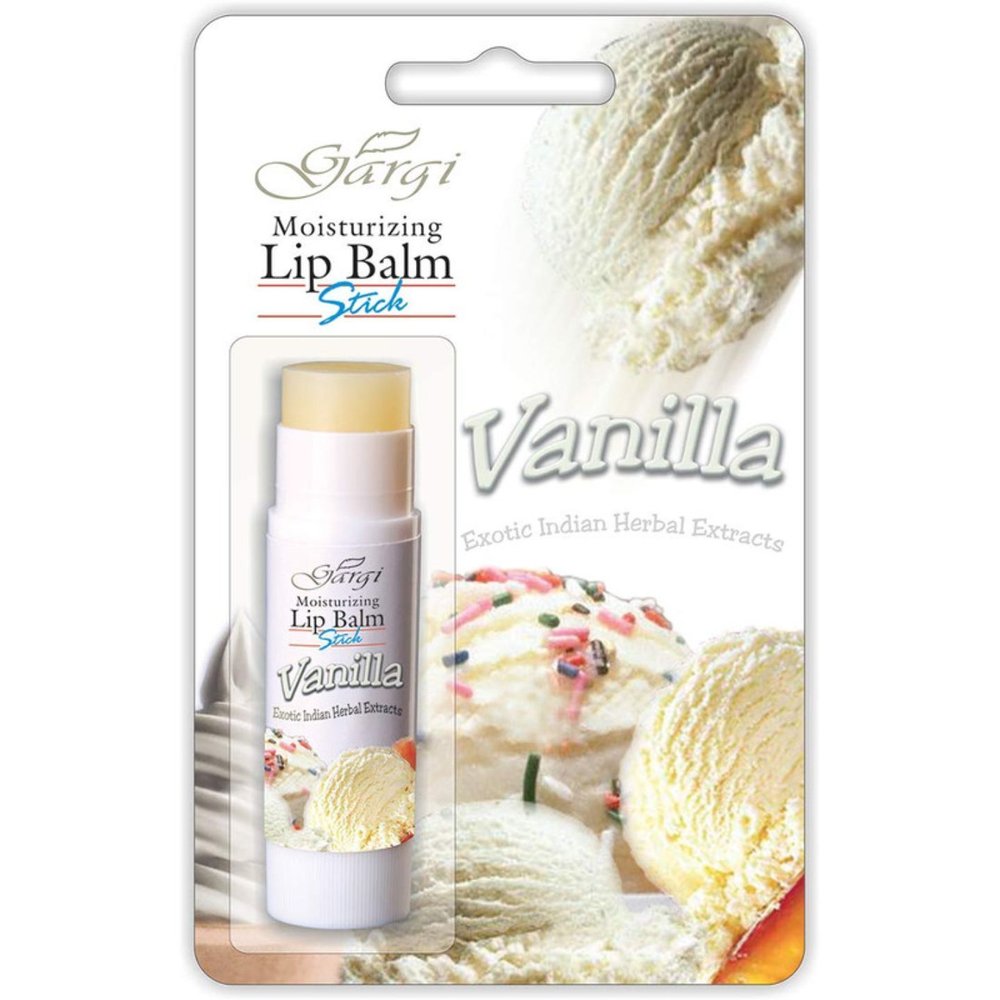 Gargi
Moisturizing
Lip Balm
Stick
Vanilla
Exotic Indian Herbal Extracts
Gargi
Moisturizing
Lip Balm
Stick
Vanilla
Exotic Indian Herbal Extracts